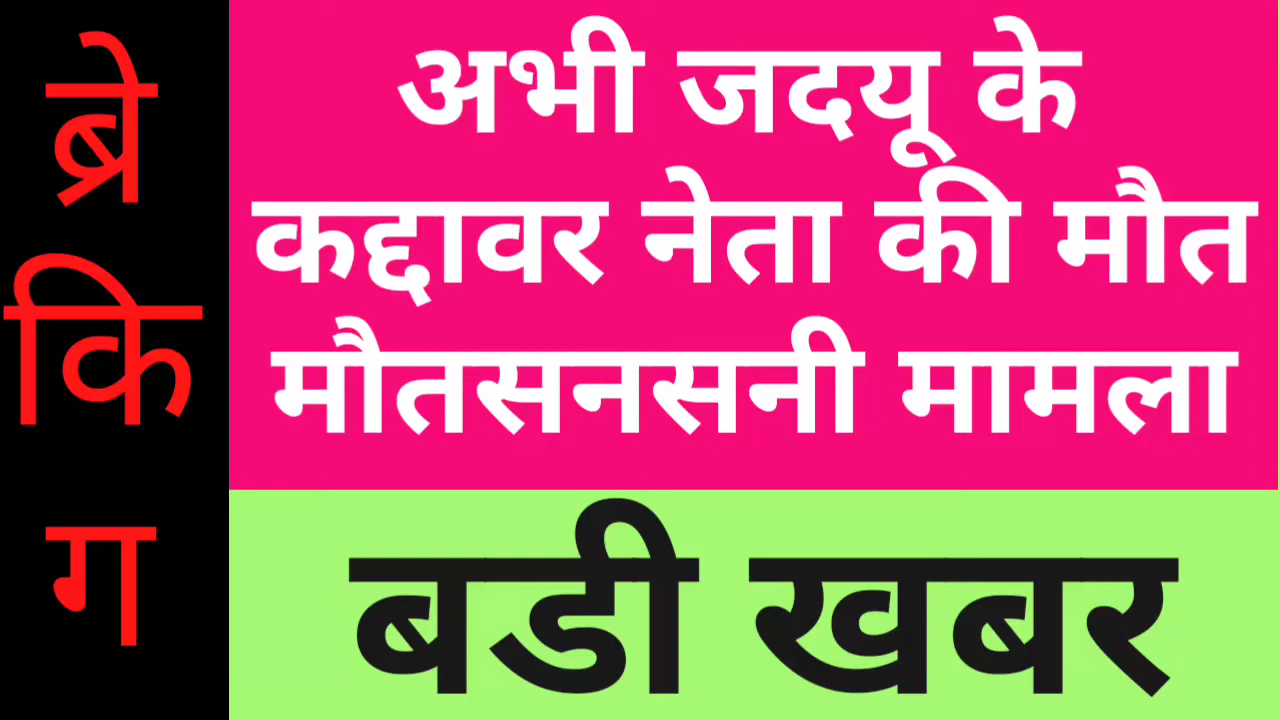 ब्रे
कि
ग
अभी जदयू के
कद्दावर नेता की मौत
मौतसनसनी मामला
बडी खबर